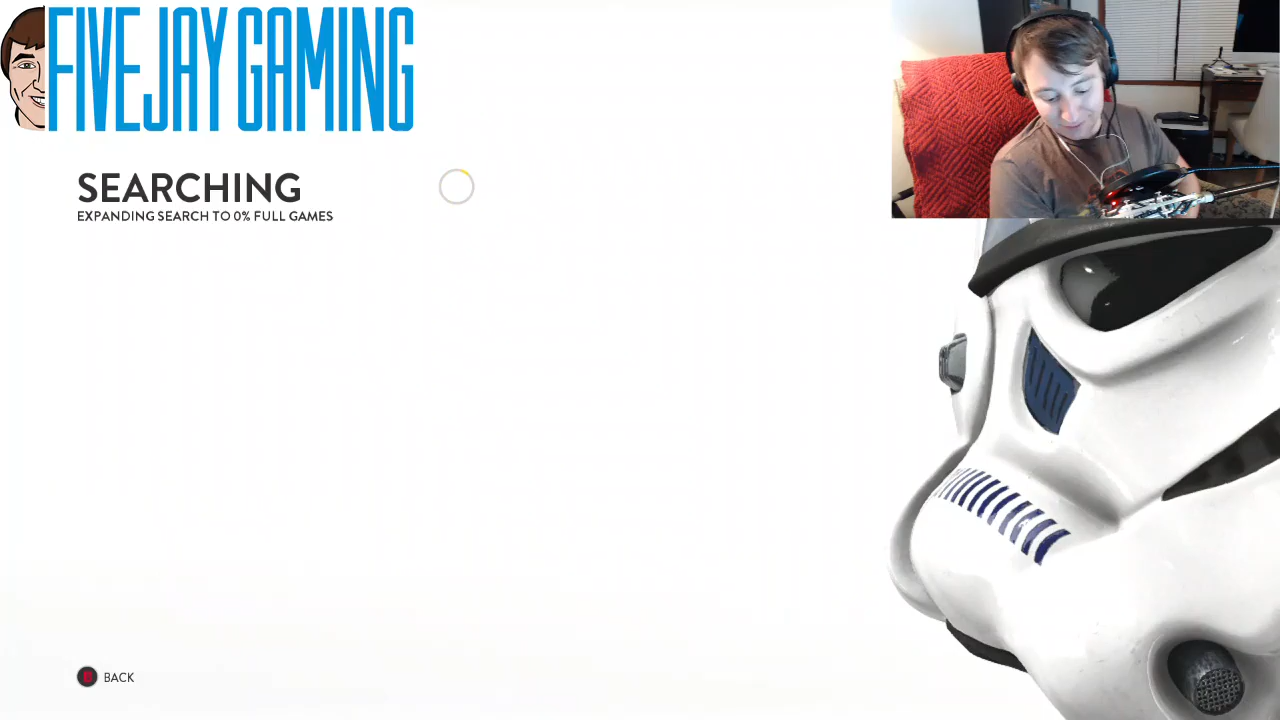 FIVEJAY GAMING
SEARCHING
EXPANDING SEARCH TO 0% FULL GAMES
B BACK